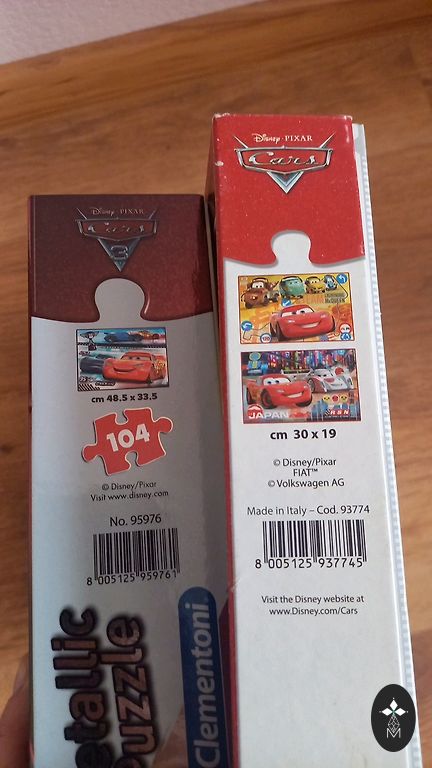 Disney · PIXAR
Cars
3
cm 48.5 x 33.5
104
© Disney/Pixar
Visit www.disney.com
No. 95976
8 005125 959761
etallic
puzzle
Clementoni
Disney · PIXAR
Cars
JAPAN
RSN
cm 30 x 19
© Disney/Pixar
FIAT™
© Volkswagen AG
Made in Italy – Cod. 93774
8 005125 937745
Visit the Disney website at
www.Disney.com/Cars
M